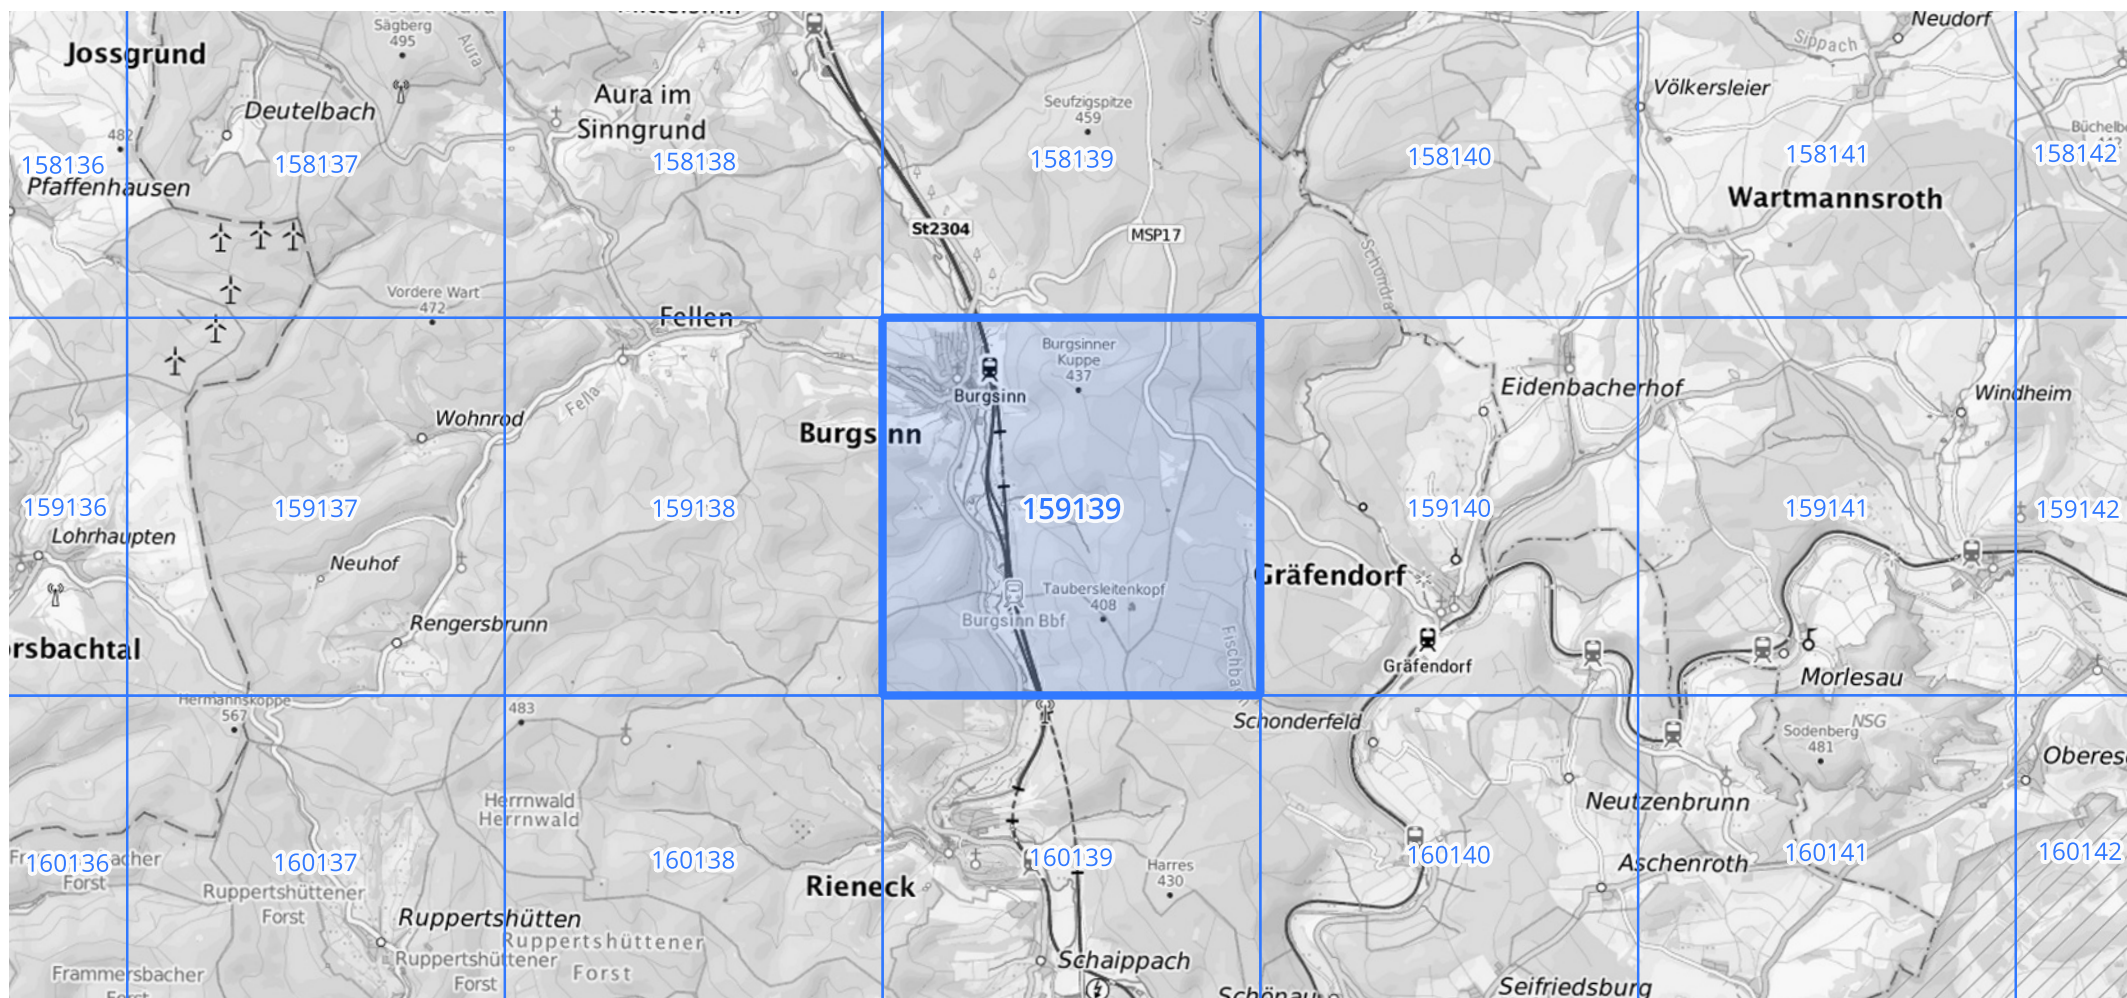 Neudorf
Sägberg
495
Aura
Jossgrund
Sippach
Völkersleier
Aura im
Sinngrund
Seufzigspitze
459
Deutelbach
482
158136
158137
158138
158139
158140
158141
158142
Pfaffenhausen
Wartmannsroth
St2304
MSP17
Schondra
Vordere Wart
472
Fellen
Burgsinner
Kuppe
437
Eidenbacherhof
Windheim
Burgsinn
Fella
Wohnrod
Burgsinn
159136
159137
159138
159139
159140
159141
159142
Lohrhaupten
Neuhof
Gräfendorf
Taubersleitenkopf
408
Burgsinn Bbf
Rengersbrunn
rsbachtal
Gräfendorf
Morlesau
Hermannskoppe
567
483
Schonderfeld
Sodenberg
481
NSG
Neutzenbrunn
Herrnwald
Herrnwald
160136
160137
160138
160139
160140
160141
160142
Aschenroth
Forst
Harres
430
Rieneck
Ruppertshüttener
Forst
Ruppertshütten
Ruppertshüttener
Ruppertshüttener
Forst
Forst
Schaippach
Frammersbacher
Forst
Seifriedsburg
Schönau